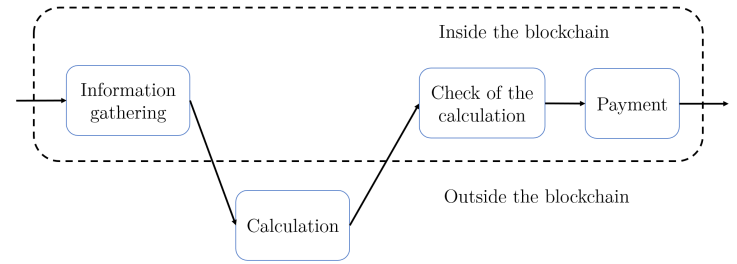 Inside the blockchain
Information
gathering
Check of the
calculation
Payment
Calculation
Outside the blockchain